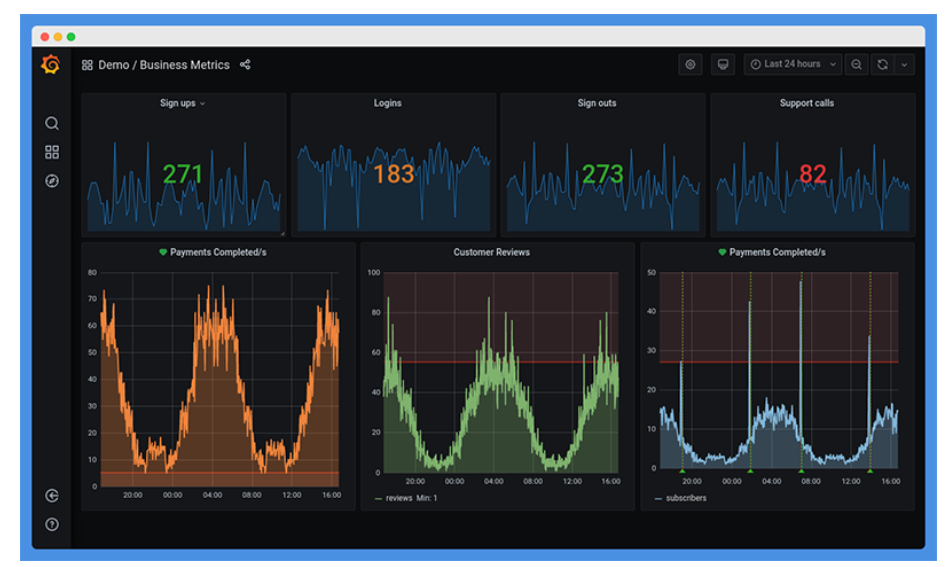 Demo / Business Metrics
Last 24 hours
Sign ups
Logins
Sign outs
Support calls
271
183
273
82
Payments Completed/s
80
70
60
50
40
30
20
10
0
20:00 00:00 04:00 08:00 12:00 16:00
Customer Reviews
100
80
60
40
20
0
20:00 00:00 04:00 08:00 12:00 16:00
reviews Min: 1
Payments Completed/s
50
40
30
20
10
0
20:00 00:00 04:00 08:00 12:00 16:00
subscribers